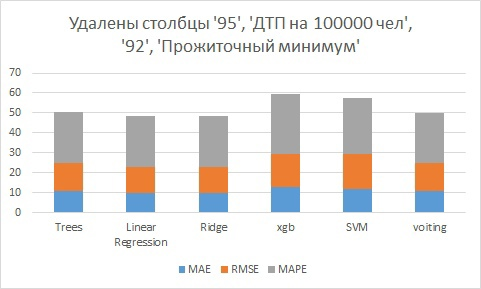 Удалены столбцы '95', 'ДТП на 100000 чел',
'92', 'Прожиточный минимум'
70
60
50
40
30
20
10
0
Trees
Linear
Regression
Ridge
xgb
SVM
voiting
MAE RMSE MAPE